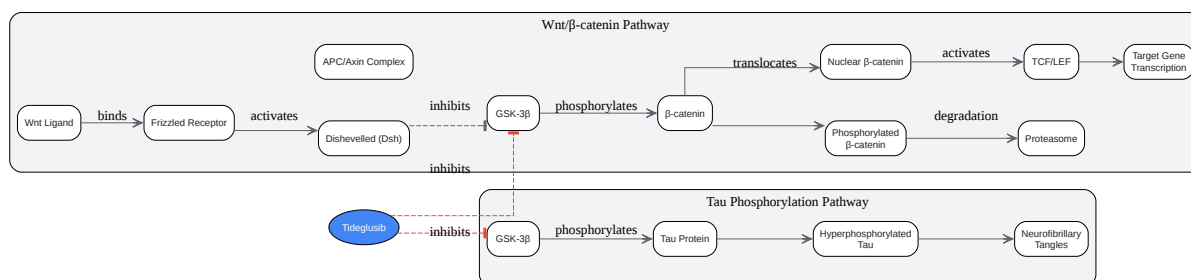 Wnt/β-catenin Pathway
APC/Axin Complex
translocates
Nuclear β-catenin
activates
TCF/LEF
Target Gene
Transcription
Wnt Ligand
binds
Frizzled Receptor
activates
Dishevelled (Dsh)
inhibits
GSK-3β
phosphorylates
β-catenin
Phosphorylated
β-catenin
degradation
Proteasome
inhibits
Tau Phosphorylation Pathway
Tideglusib
inhibits
GSK-3β
phosphorylates
Tau Protein
Hyperphosphorylated
Tau
Neurofibrillary
Tangles